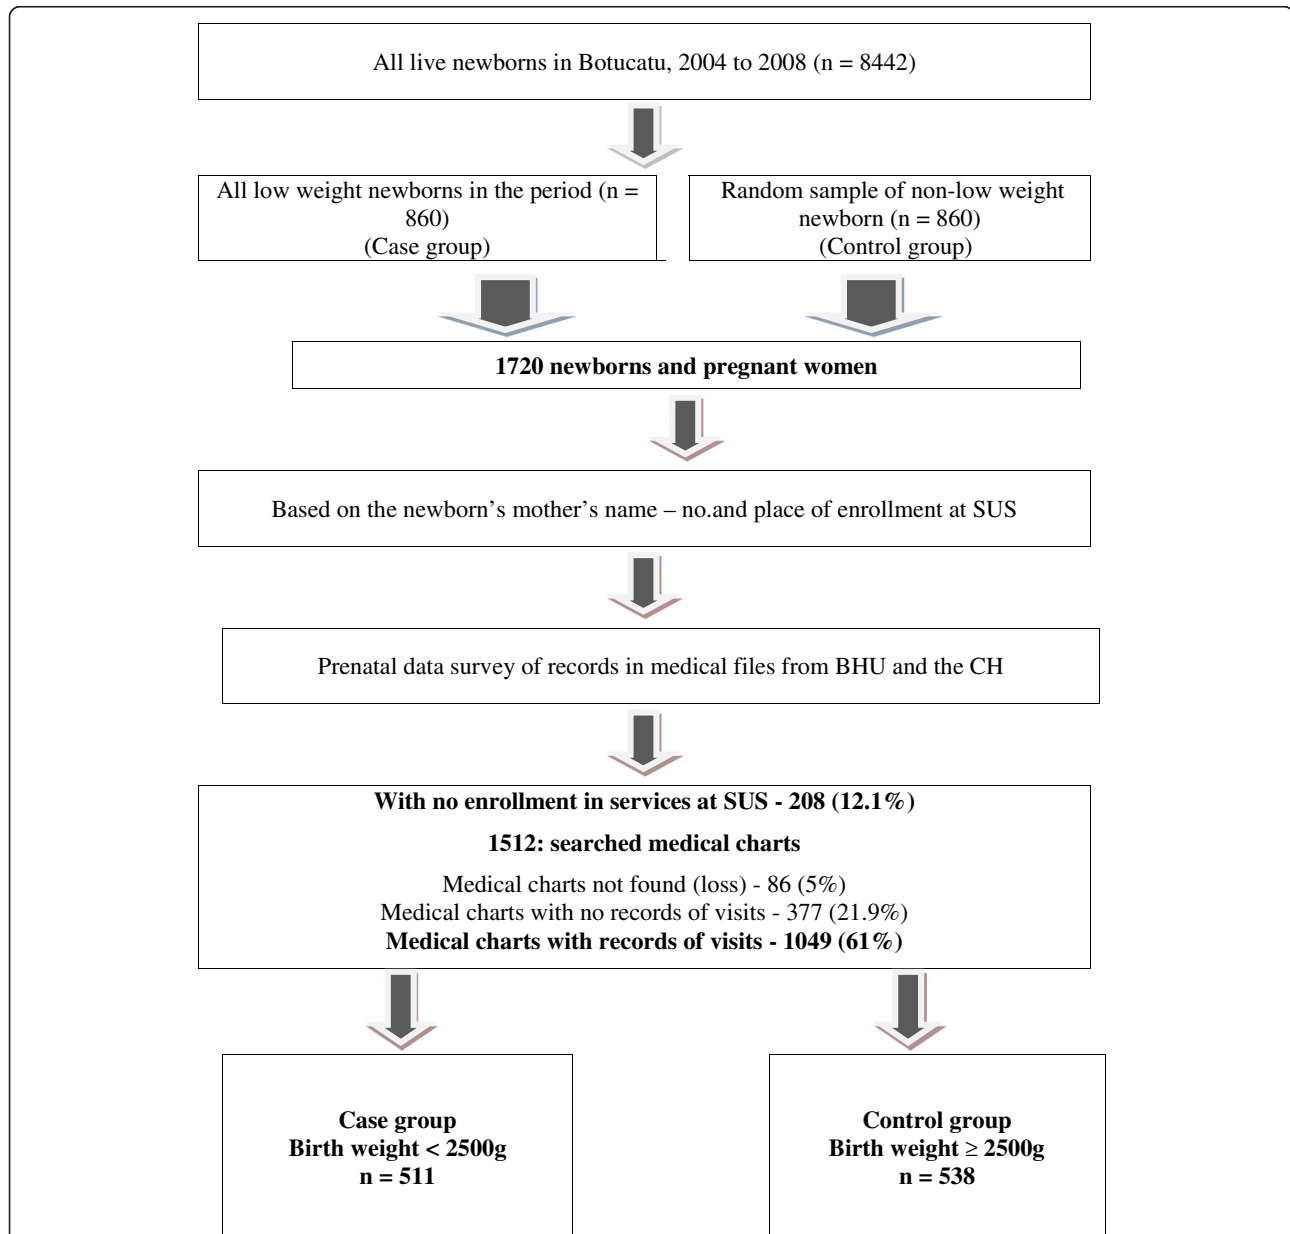 All live newborns in Botucatu, 2004 to 2008 (n = 8442)
All low weight newborns in the period (n =
860)
(Case group)
Random sample of non-low weight
newborn (n = 860)
(Control group)
1720 newborns and pregnant women
Based on the newborn’s mother’s name – no.and place of enrollment at SUS
Prenatal data survey of records in medical files from BHU and the CH
With no enrollment in services at SUS - 208 (12.1%)
1512: searched medical charts
Medical charts not found (loss) - 86 (5%)
Medical charts with no records of visits - 377 (21.9%)
Medical charts with records of visits - 1049 (61%)
Case group
Birth weight < 2500g
n = 511
Control group
Birth weight ≥ 2500g
n = 538